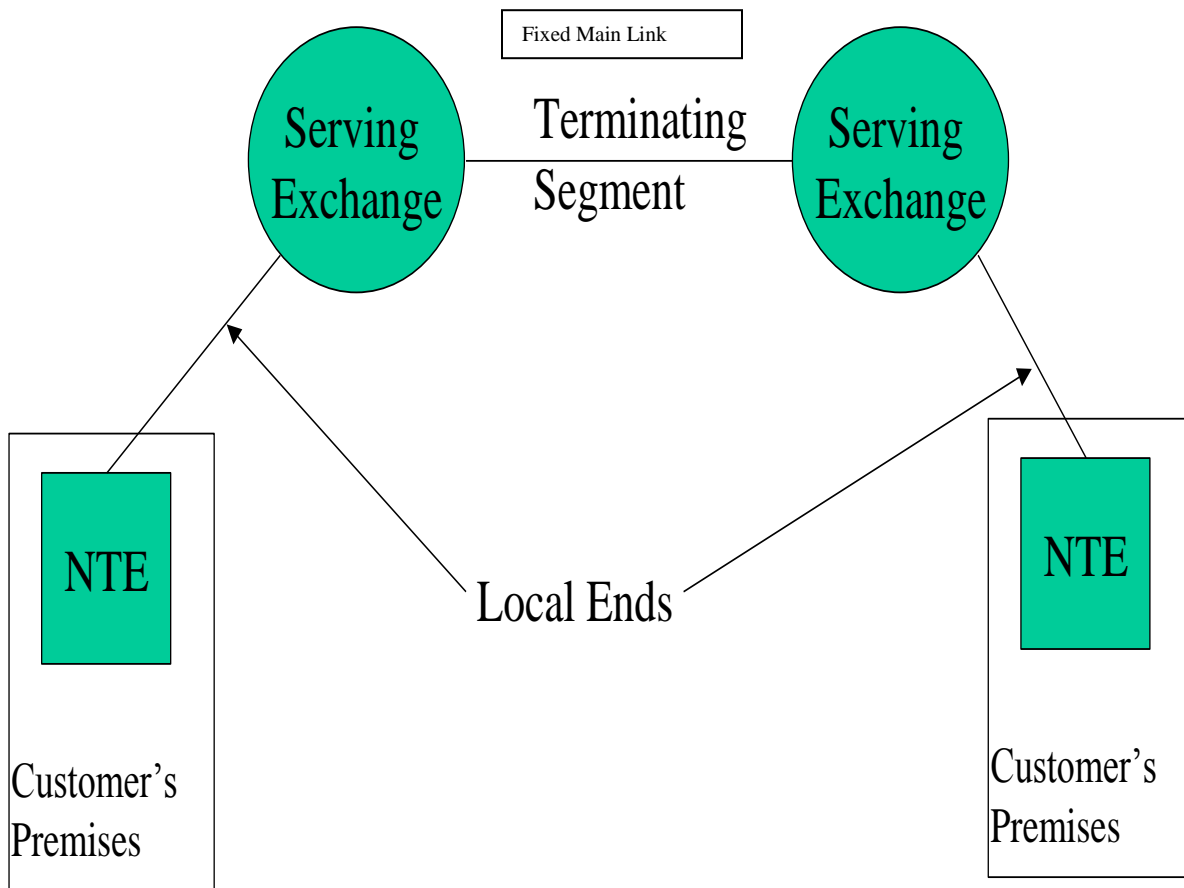 Fixed Main Link
Serving
Exchange
Terminating
Segment
Serving
Exchange
NTE
NTE
Local Ends
Customer’s
Premises
Customer’s
Premises